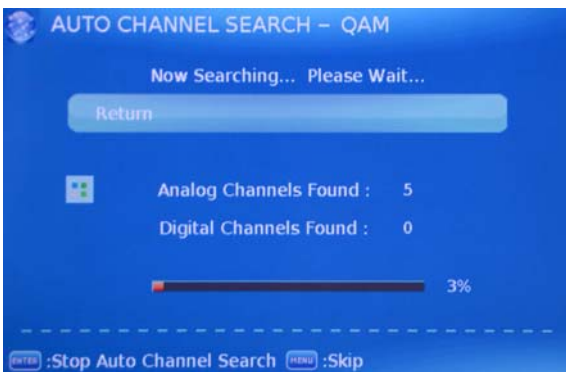 AUTO CHANNEL SEARCH – QAM
Now Searching... Please Wait...
Return
Analog Channels Found : 5
Digital Channels Found : 0
3%
ENTER :Stop Auto Channel Search MENU :Skip